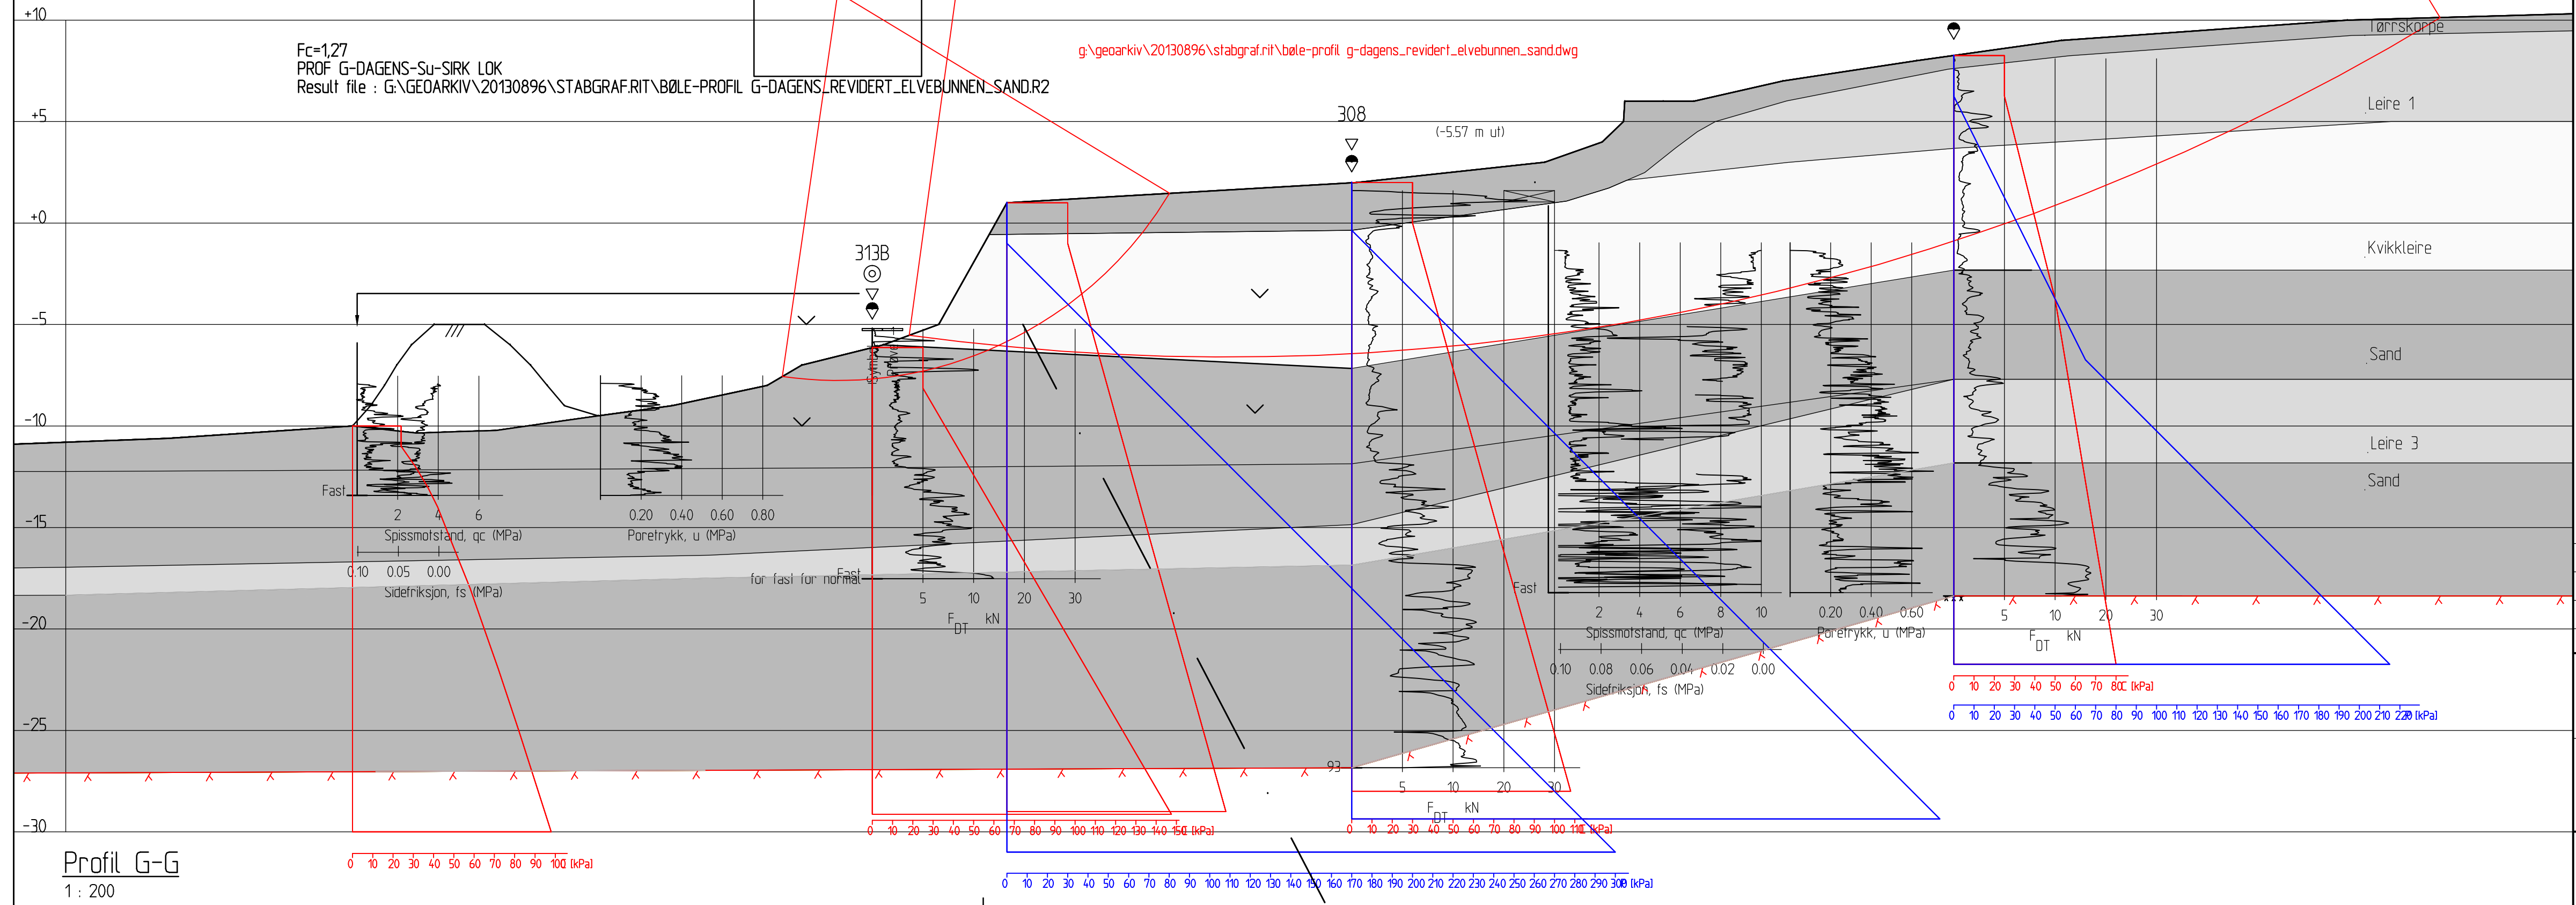 +10
+5
+0
-5
-10
-15
-20
-25
-30
Fc=1,27
PROF G-DAGENS-Su-SIRK LOK
Result file : G:\GEOARKIV\20130896\STABGRAF.RIT\BØLE-PROFIL G-DAGENS_REVIDERT_ELVEBUNNEN_SAND.R2
g:\geoarkiv\20130896\stabgraf.rit\bøle-profil g-dagens_revidert_elvebunnen_sand.dwg
308
(-5.57 m ut)
313B
Tørrskorpe
Leire 1
Kvikkleire
Sand
Leire 3
Sand
Fast
2 4 6
Spissmotstand, qc (MPa)
0.10 0.05 0.00
Sidefriksjon, fs (MPa)
0.20 0.40 0.60 0.80
Poretrykk, u (MPa)
for fast for normal
Fast
5 10 20 30
F DT kN
93
5 10 20 30
F DT kN
Fast
2 4 6 8 10
Spissmotstand, qc (MPa)
0.10 0.08 0.06 0.04 0.02 0.00
Sidefriksjon, fs (MPa)
0.20 0.40 0.60
Poretrykk, u (MPa)
5 10 20 30
F DT kN
0 10 20 30 40 50 60 70 80 C [kPa]
0 10 20 30 40 50 60 70 80 90 100 110 120 130 140 150 160 170 180 190 200 210 220 P [kPa]
0 10 20 30 40 50 60 70 80 90 100 110 120 130 140 150 C [kPa]
0 10 20 30 40 50 60 70 80 90 100 110 C [kPa]
0 10 20 30 40 50 60 70 80 90 100 C [kPa]
0 10 20 30 40 50 60 70 80 90 100 110 120 130 140 150 160 170 180 190 200 210 220 230 240 250 260 270 280 290 300 P [kPa]
Profil G-G
1 : 200